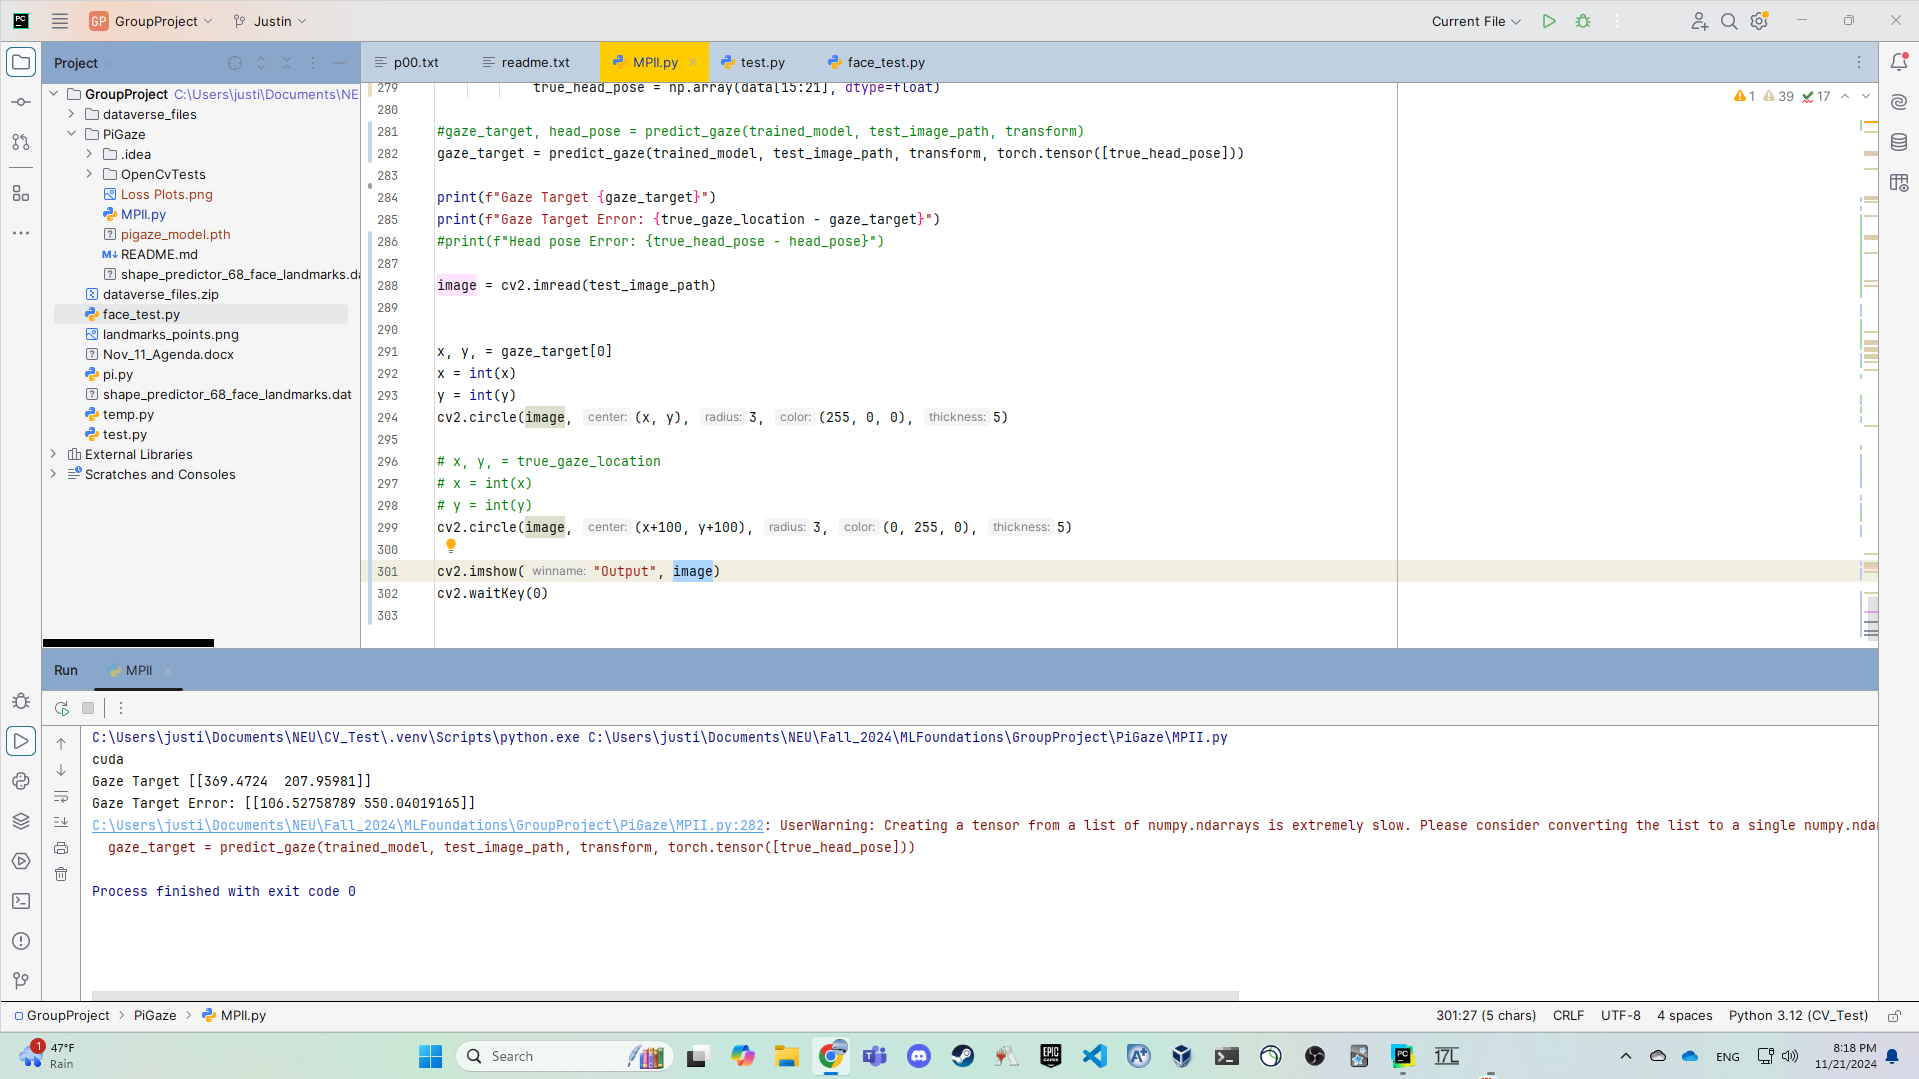 PC
GP GroupProject
Justin
Current File
Project
p00.txt
readme.txt
MPII.py
test.py
face_test.py
GroupProject C:\Users\justi\Documents\NE
dataverse_files
PiGaze
.idea
OpenCvTests
Loss Plots.png
MPII.py
pigaze_model.pth
M↓ README.md
shape_predictor_68_face_landmarks.da
dataverse_files.zip
face_test.py
landmarks_points.png
Nov_11_Agenda.docx
pi.py
shape_predictor_68_face_landmarks.dat
temp.py
test.py
External Libraries
Scratches and Consoles
1 39 17
279 true_head_pose = np.array(data[15:21], dtype=float)
280
281 #gaze_target, head_pose = predict_gaze(trained_model, test_image_path, transform)
282 gaze_target = predict_gaze(trained_model, test_image_path, transform, torch.tensor([true_head_pose]))
283
284 print(f"Gaze Target {gaze_target}")
285 print(f"Gaze Target Error: {true_gaze_location - gaze_target}")
286 #print(f"Head pose Error: {true_head_pose - head_pose}")
287
288 image = cv2.imread(test_image_path)
289
290
291 x, y, = gaze_target[0]
292 x = int(x)
293 y = int(y)
294 cv2.circle(image, center: (x, y), radius: 3, color: (255, 0, 0), thickness: 5)
295
296 # x, y, = true_gaze_location
297 # x = int(x)
298 # y = int(y)
299 cv2.circle(image, center: (x+100, y+100), radius: 3, color: (0, 255, 0), thickness: 5)
300
301 cv2.imshow( winname: "Output", image)
302 cv2.waitKey(0)
303
Run
MPII
C:\Users\justi\Documents\NEU\CV_Test\.venv\Scripts\python.exe C:\Users\justi\Documents\NEU\Fall_2024\MLFoundations\GroupProject\PiGaze\MPII.py
cuda
Gaze Target [[369.4724  207.95981]]
Gaze Target Error: [[106.52758789 550.04019165]]
C:\Users\justi\Documents\NEU\Fall_2024\MLFoundations\GroupProject\PiGaze\MPII.py:282: UserWarning: Creating a tensor from a list of numpy.ndarrays is extremely slow. Please consider converting the list to a single numpy.ndar
gaze_target = predict_gaze(trained_model, test_image_path, transform, torch.tensor([true_head_pose]))
Process finished with exit code 0
GroupProject > PiGaze > MPII.py
301:27 (5 chars) CRLF UTF-8 4 spaces Python 3.12 (CV_Test)
1
47°F
Rain
Search
EPIC GAMES
PC
17L
ENG
8:18 PM
11/21/2024